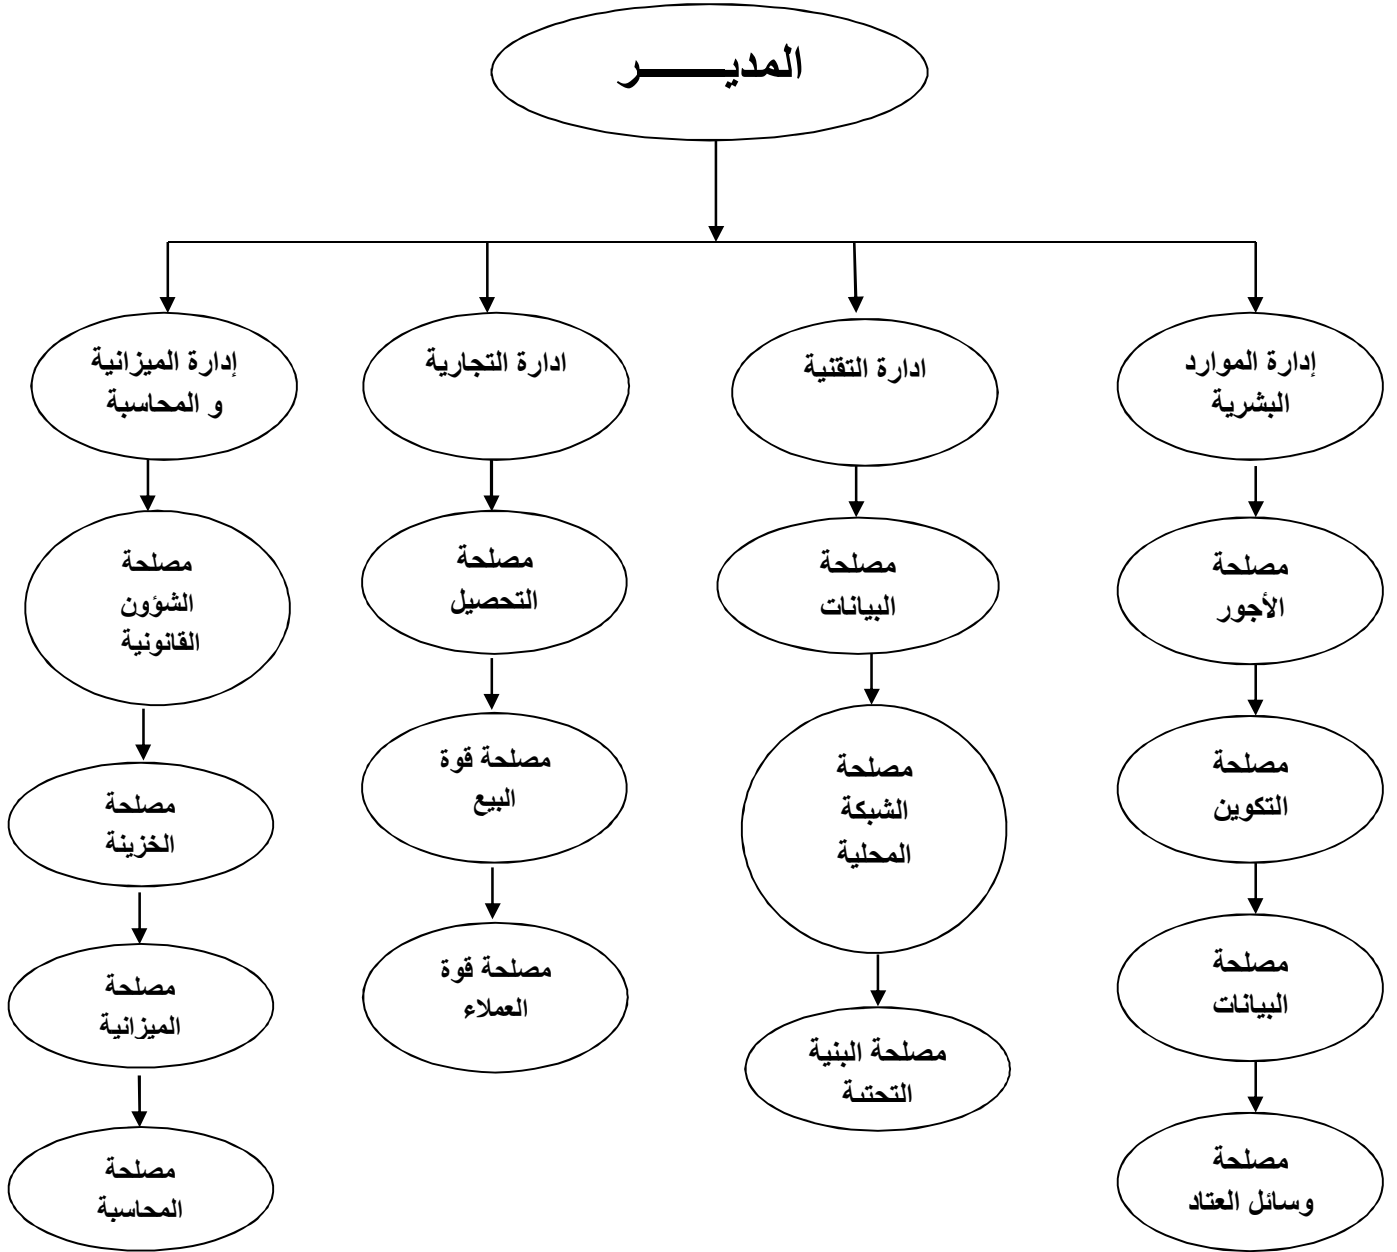 المديـــــــر
إدارة الموارد
البشرية
ادارة التقنية
ادارة التجارية
إدارة الميزانية
و المحاسبة
مصلحة
الأجور
مصلحة
البيانات
مصلحة
التحصيل
مصلحة
الشؤون
القانونية
مصلحة
التكوين
مصلحة
الشبكة
المحلية
مصلحة قوة
البيع
مصلحة
الخزينة
مصلحة
البيانات
مصلحة البنية
التحتية
مصلحة قوة
العملاء
مصلحة
الميزانية
مصلحة
وسائل العتاد
مصلحة
المحاسبة